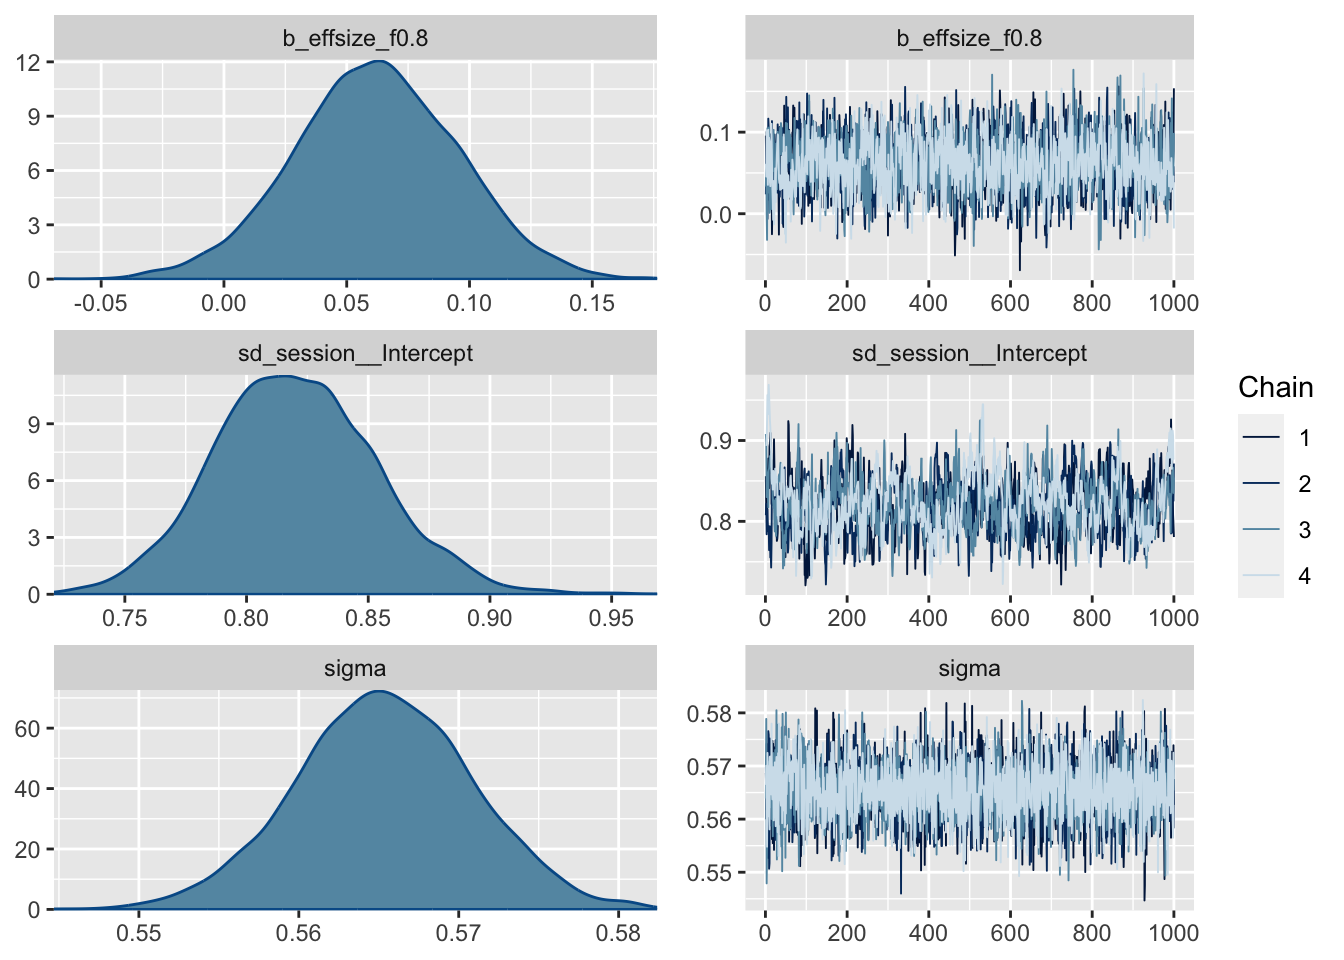 b_effsize_f0.8
12
9
6
3
0
-0.05 0.00 0.05 0.10 0.15
b_effsize_f0.8
0.1
0.0
0 200 400 600 800 1000
sd_session__Intercept
9
6
3
0
0.75 0.80 0.85 0.90 0.95
sd_session__Intercept
0.9
0.8
0 200 400 600 800 1000
sigma
60
40
20
0
0.55 0.56 0.57 0.58
sigma
0.58
0.57
0.56
0.55
0 200 400 600 800 1000
Chain
1
2
3
4